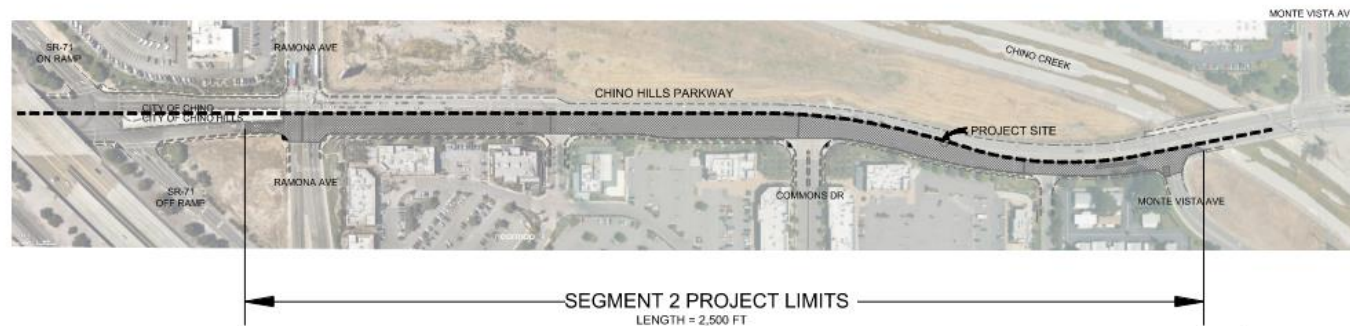 MONTE VISTA AV
SR-71
ON RAMP
RAMONA AVE
CHINO CREEK
CHINO HILLS PARKWAY
CITY OF CHINO
CITY OF CHINO HILLS
PROJECT SITE
RAMONA AVE
SR-71
OFF RAMP
COMMONS DR
MONTE VISTA AVE
SEGMENT 2 PROJECT LIMITS
LENGTH = 2,500 FT